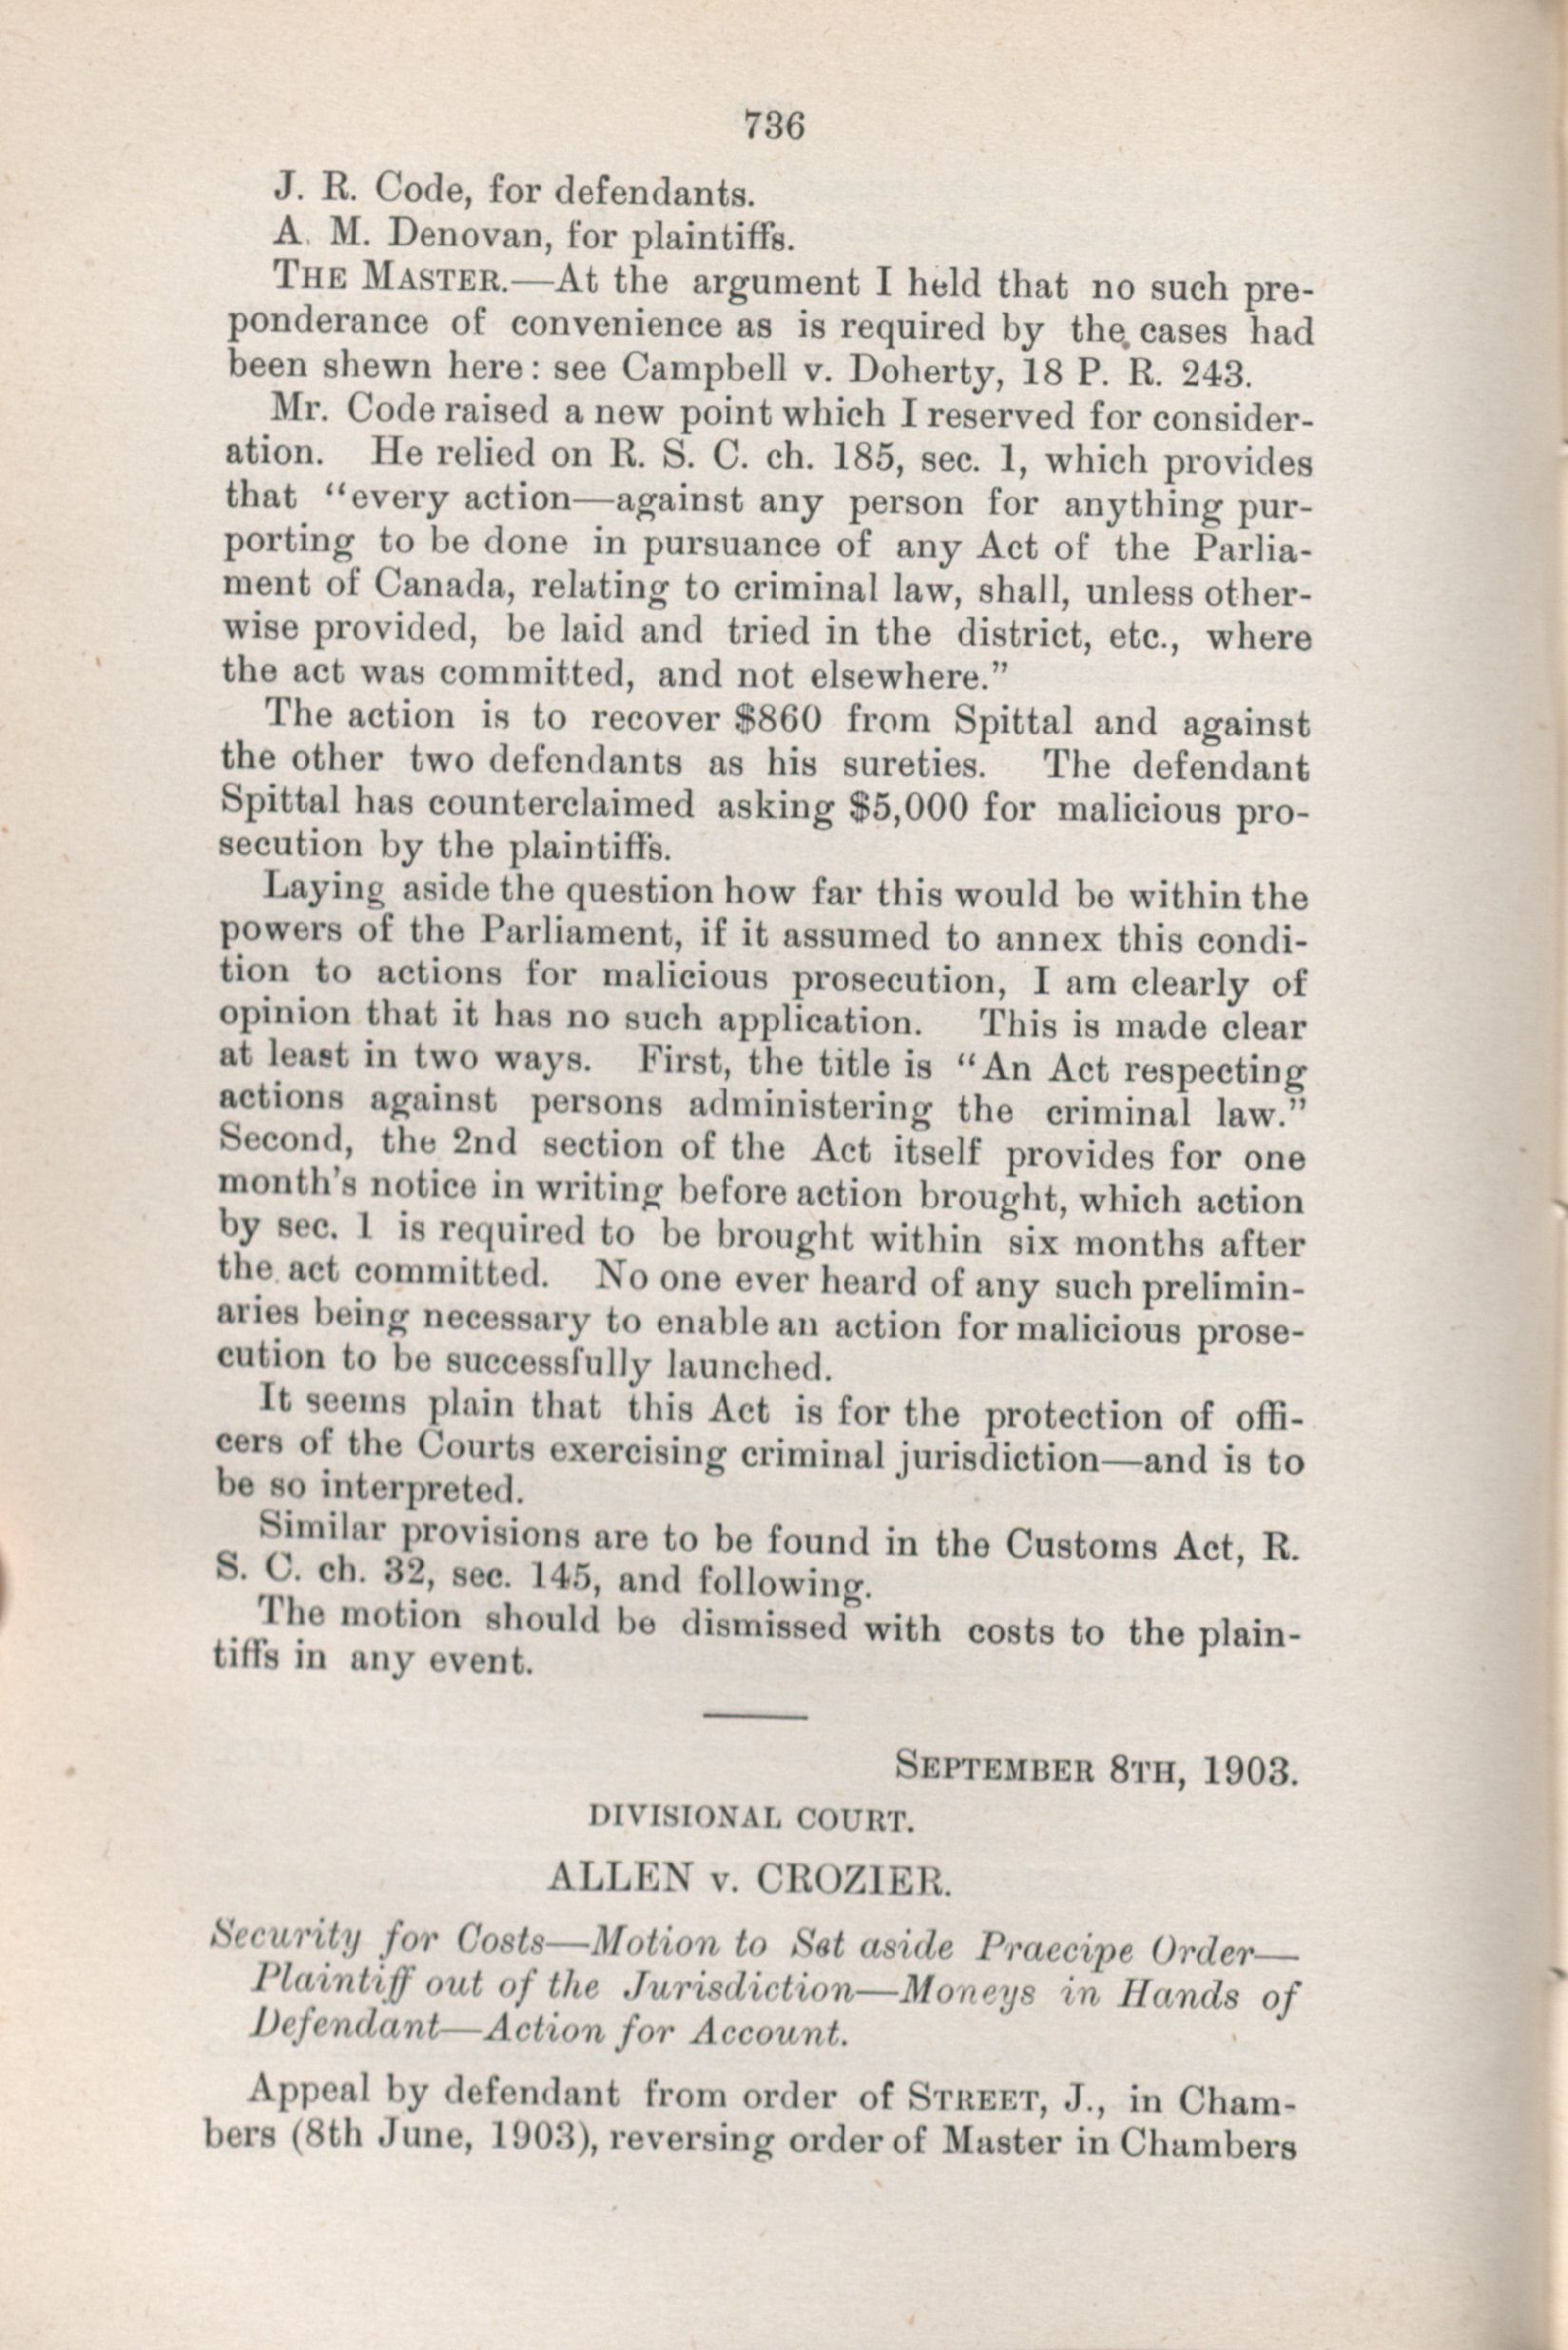 736
J. R. Code, for defendants.
A. M. Denovan, for plaintiffs.
THE MASTER.—At the argument I held that no such pre-
ponderance of convenience as is required by the cases had
been shewn here: see Campbell v. Doherty, 18 P. R. 243.
Mr. Code raised a new point which I reserved for consider-
ation. He relied on R. S. C. ch. 185, sec. 1, which provides
that "every action—against any person for anything pur-
porting to be done in pursuance of any Act of the Parlia-
ment of Canada, relating to criminal law, shall, unless other-
wise provided, be laid and tried in the district, etc., where
the act was committed, and not elsewhere."
The action is to recover $860 from Spittal and against
the other two defendants as his sureties. The defendant
Spittal has counterclaimed asking $5,000 for malicious pro-
secution by the plaintiffs.
Laying aside the question how far this would be within the
powers of the Parliament, if it assumed to annex this condi-
tion to actions for malicious prosecution, I am clearly of
opinion that it has no such application. This is made clear
at least in two ways. First, the title is "An Act respecting
actions against persons administering the criminal law."
Second, the 2nd section of the Act itself provides for one
month's notice in writing before action brought, which action
by sec. 1 is required to be brought within six months after
the act committed. No one ever heard of any such prelimin-
aries being necessary to enable an action for malicious prose-
cution to be successfully launched.
It seems plain that this Act is for the protection of offi-
cers of the Courts exercising criminal jurisdiction—and is to
be so interpreted.
Similar provisions are to be found in the Customs Act, R.
S. C. ch. 32, sec. 145, and following.
The motion should be dismissed with costs to the plain-
tiffs in any event.
SEPTEMBER 8TH, 1903.
DIVISIONAL COURT.
ALLEN v. CROZIER.
Security for Costs—Motion to Set aside Praecipe Order—
Plaintiff out of the Jurisdiction—Moneys in Hands of
Defendant—Action for Account.
Appeal by defendant from order of STREET, J., in Cham-
bers (8th June, 1903), reversing order of Master in Chambers